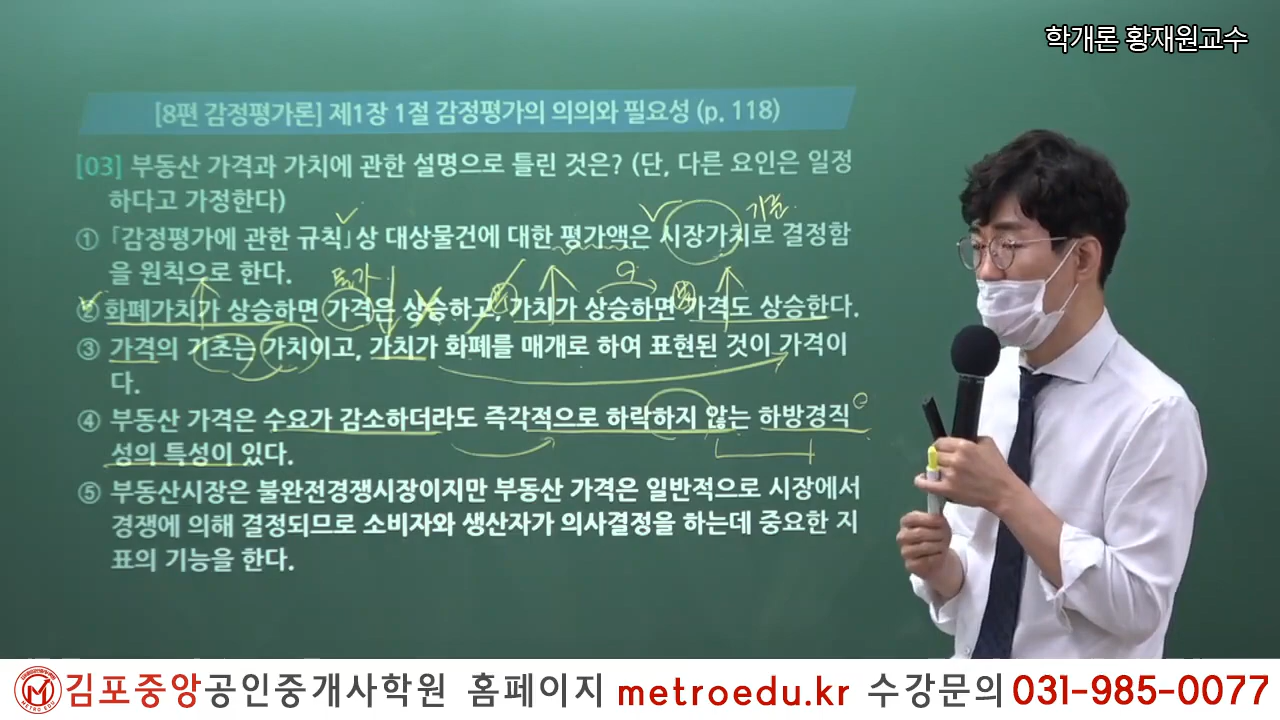 학개론 황재원교수
[8편 감정평가론] 제1장 1절 감정평가의 의의와 필요성 (p. 118)
[03] 부동산 가격과 가치에 관한 설명으로 틀린 것은? (단, 다른 요인은 일정
하다고 가정한다)
기준.
① 「감정평가에 관한 규칙」상 대상물건에 대한 평가액은 시장가치로 결정함
을 원칙으로 한다.
물가
② 화폐가치가 상승하면 가격은 상승하고, 가치가 상승하면 가격도 상승한다.
③ 가격의 기초는 가치이고, 가치가 화폐를 매개로 하여 표현된 것이 가격이
다.
④ 부동산 가격은 수요가 감소하더라도 즉각적으로 하락하지 않는 하방경직
성의 특성이 있다.
⑤ 부동산시장은 불완전경쟁시장이지만 부동산 가격은 일반적으로 시장에서
경쟁에 의해 결정되므로 소비자와 생산자가 의사결정을 하는데 중요한 지
표의 기능을 한다.
METRO EDU 김포중앙공인중개사학원 홈페이지 metroedu.kr 수강문의 031-985-0077